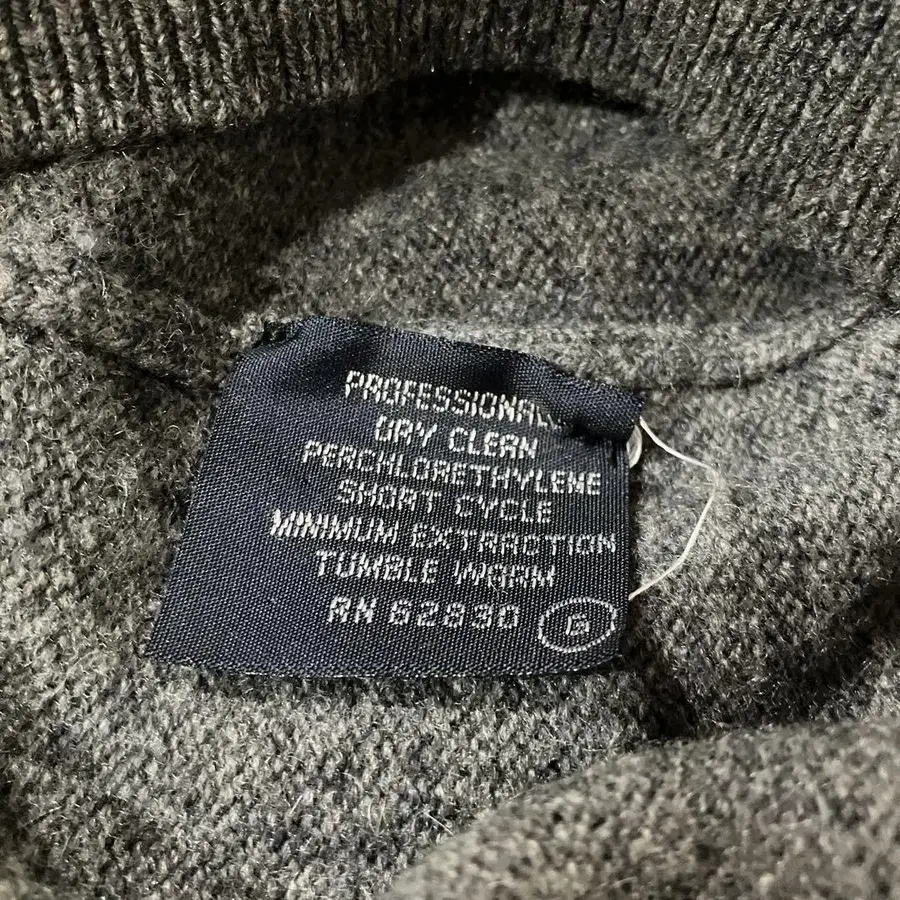 PROFESSIONAL
DRY CLEAN
PERCHLORETHYLENE
SHORT CYCLE
MINIMUM EXTRACTION
TUMBLE WARM
RN 62830 G